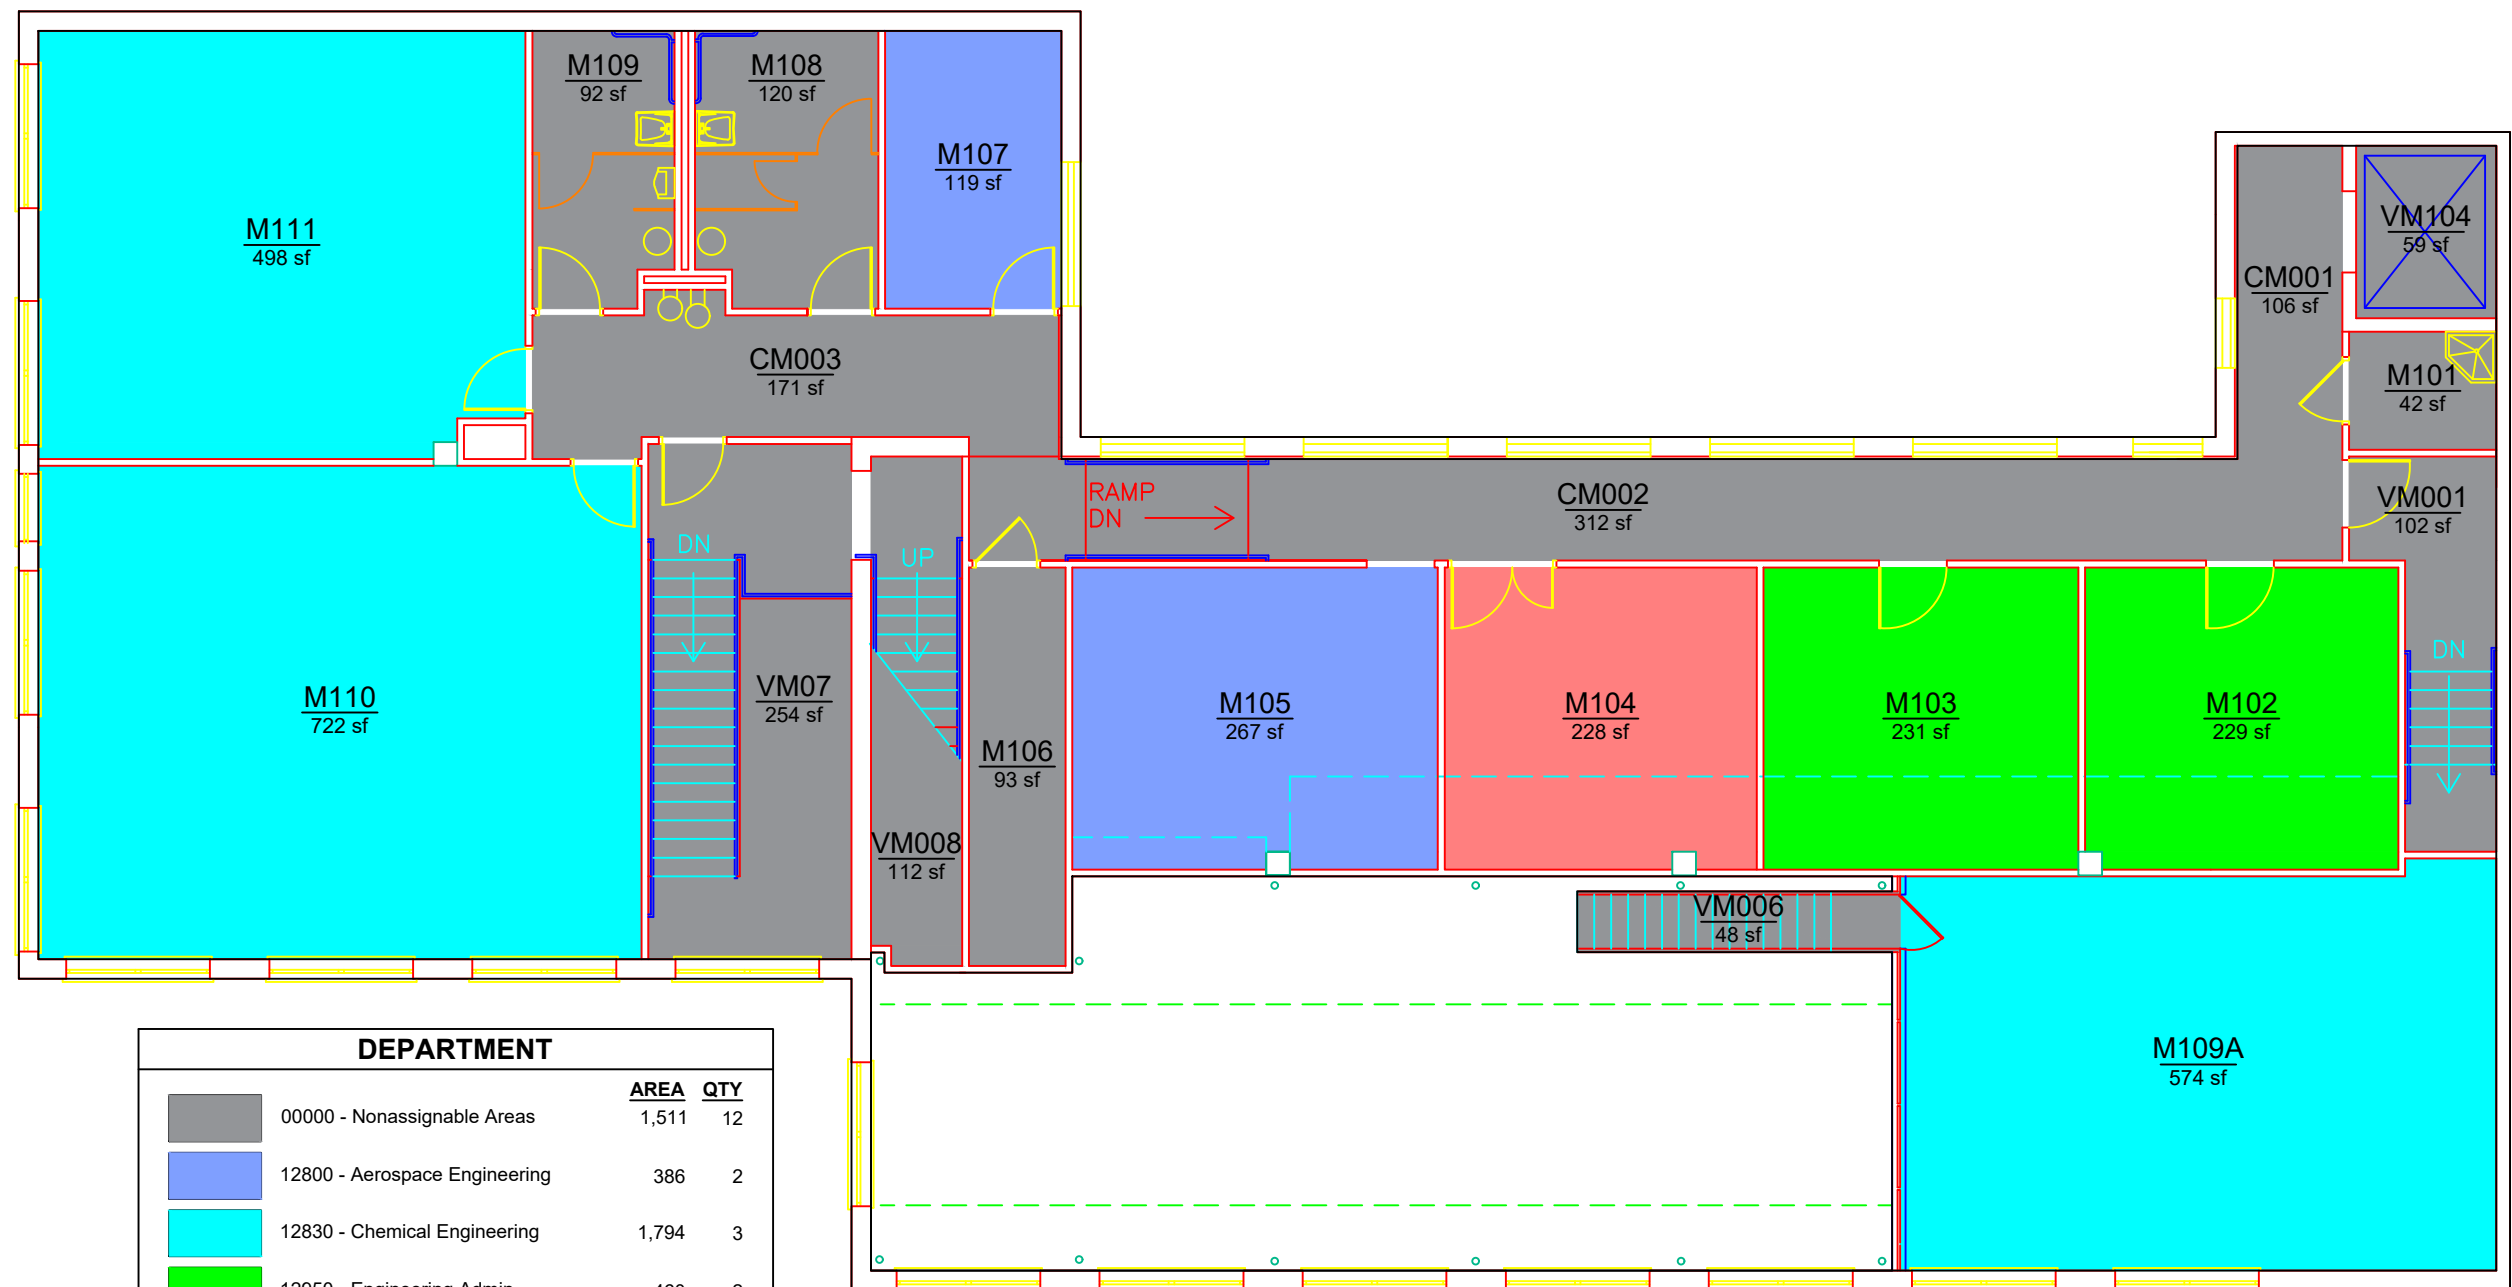 M109
92 sf
M108
120 sf
M107
119 sf
M111
498 sf
VM104
59 sf
CM001
106 sf
CM003
171 sf
M101
42 sf
RAMP
DN
CM002
312 sf
VM001
102 sf
DN
UP
DN
M110
722 sf
VM07
254 sf
M106
93 sf
M105
267 sf
M104
228 sf
M103
231 sf
M102
229 sf
VM008
112 sf
VM006
48 sf
M109A
574 sf
DEPARTMENT
AREA QTY
00000 - Nonassignable Areas 1,511 12
12800 - Aerospace Engineering 386 2
12830 - Chemical Engineering 1,794 3